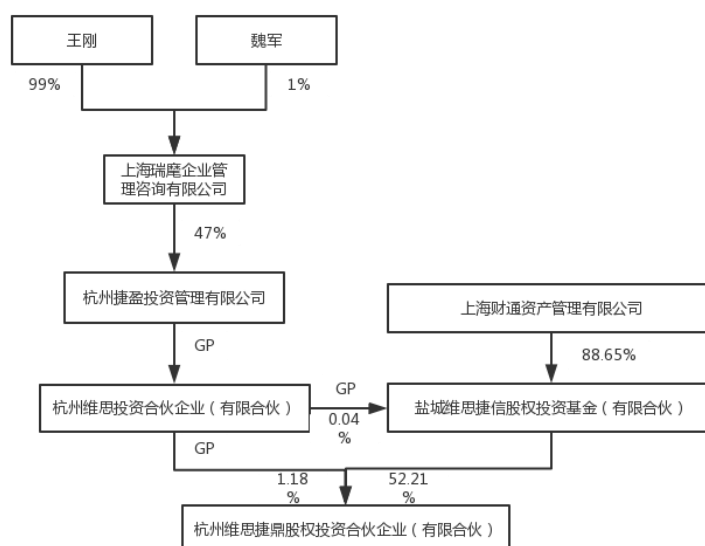 王刚
魏军
99%
1%
上海瑞麾企业管
理咨询有限公司
47%
杭州捷盈投资管理有限公司
上海财通资产管理有限公司
GP
88.65%
杭州维思投资合伙企业（有限合伙）
GP
0.04
%
盐城维思捷信股权投资基金（有限合伙）
GP
1.18
%
52.21
%
杭州维思捷鼎股权投资合伙企业（有限合伙）